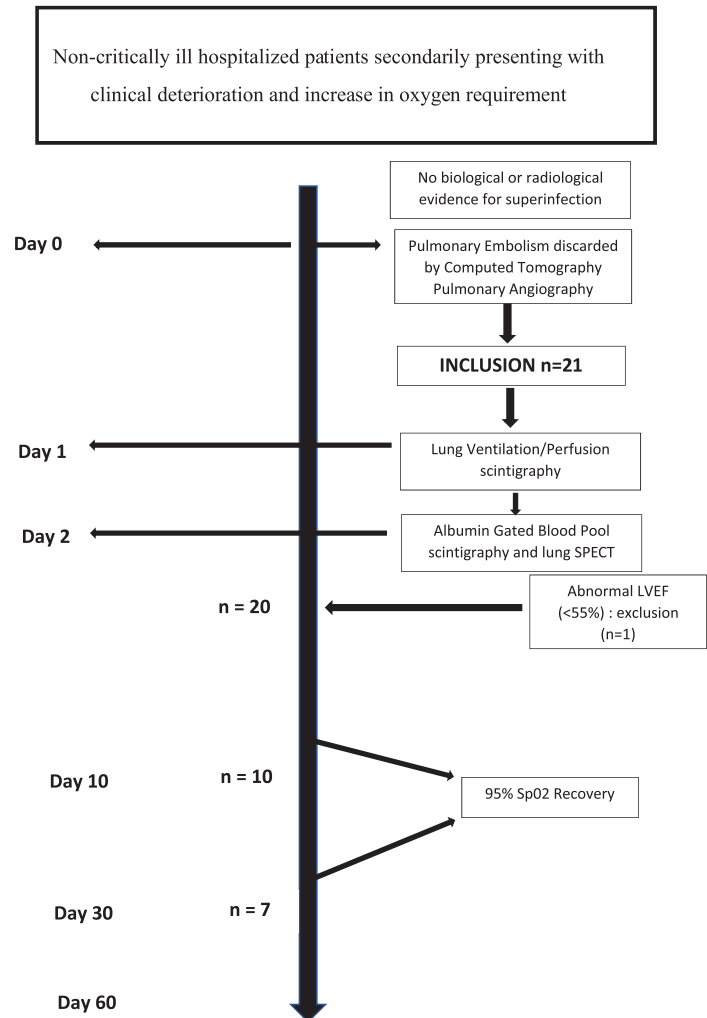 Non-critically ill hospitalized patients secondarily presenting with
clinical deterioration and increase in oxygen requirement
No biological or radiological
evidence for superinfection
Day 0
Pulmonary Embolism discarded
by Computed Tomography
Pulmonary Angiography
INCLUSION n=21
Day 1
Lung Ventilation/Perfusion
scintigraphy
Day 2
Albumin Gated Blood Pool
scintigraphy and lung SPECT
n = 20
Abnormal LVEF
(<55%) : exclusion
(n=1)
Day 10
n = 10
95% Sp02 Recovery
Day 30
n = 7
Day 60